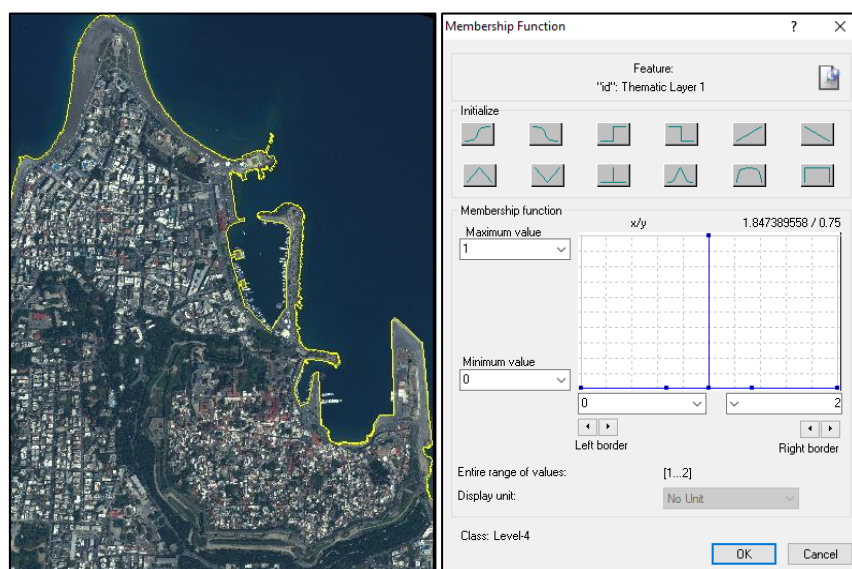 Membership Function ? ×
Feature:
"id": Thematic Layer 1
Initialize
Membership function
x/y 1.847389558 / 0.75
Maximum value
1
Minimum value
0
0 2
Left border Right border
Entire range of values: [1...2]
Display unit: No Unit
Class: Level-4
OK Cancel